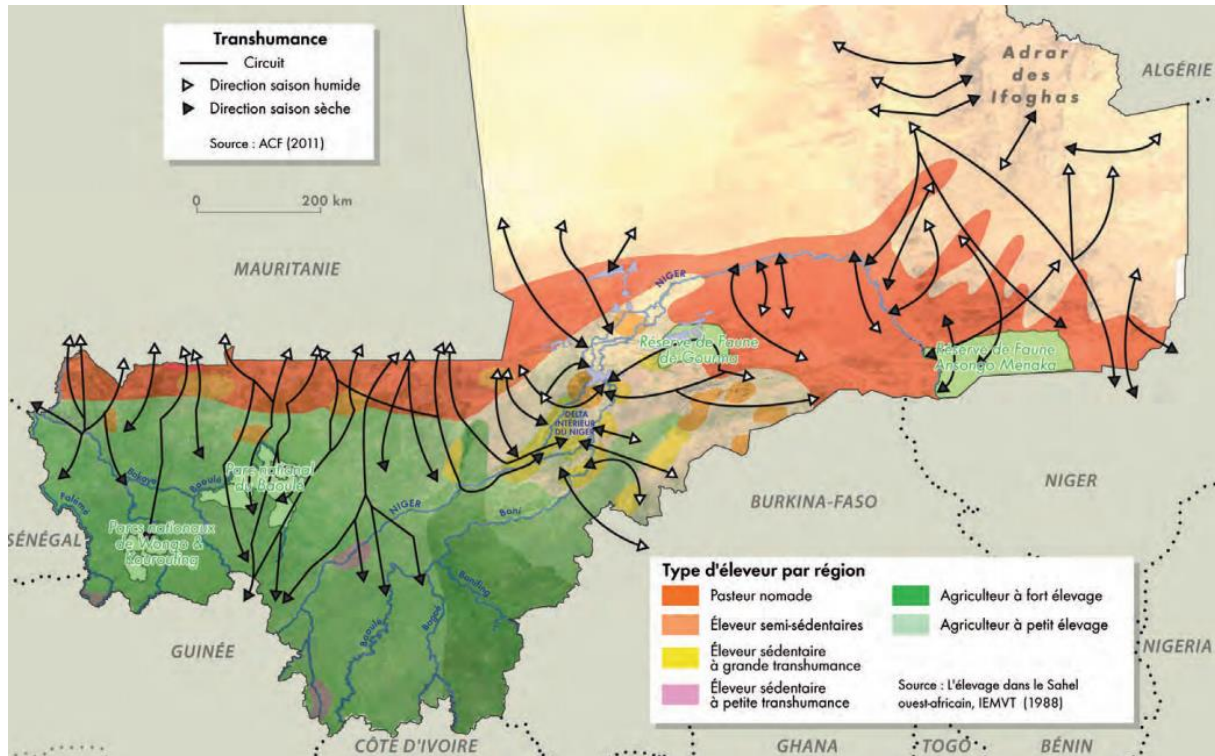 Transhumance
Circuit
Direction saison humide
Direction saison sèche
Source : ACF (2011)
0 200 km
Adrar
des
Ifoghas
ALGÉRIE
MAURITANIE
NIGER
Réserve de Faune
de Gourma
Réserve de Faune
Ansongo Menaka
DELTA
INTÉRIEUR
DU NIGER
Parc national
du Baoulé
Bakoye
Baoulé
Falémé
NIGER
Bani
BURKINA-FASO
NIGER
SÉNÉGAL
Parcs nationaux
de Wongo &
Kouroufing
Banifing
Baoulé
Bagoé
GUINÉE
NIGERIA
Type d'éleveur par région
Pasteur nomade
Éleveur semi-sédentaires
Éleveur sédentaire
à grande transhumance
Éleveur sédentaire
à petite transhumance
Agriculteur à fort élevage
Agriculteur à petit élevage
Source : L'élevage dans le Sahel
ouest-africain, IEMVT (1988)
CÔTE D'IVOIRE
GHANA
TOGO
BÉNIN